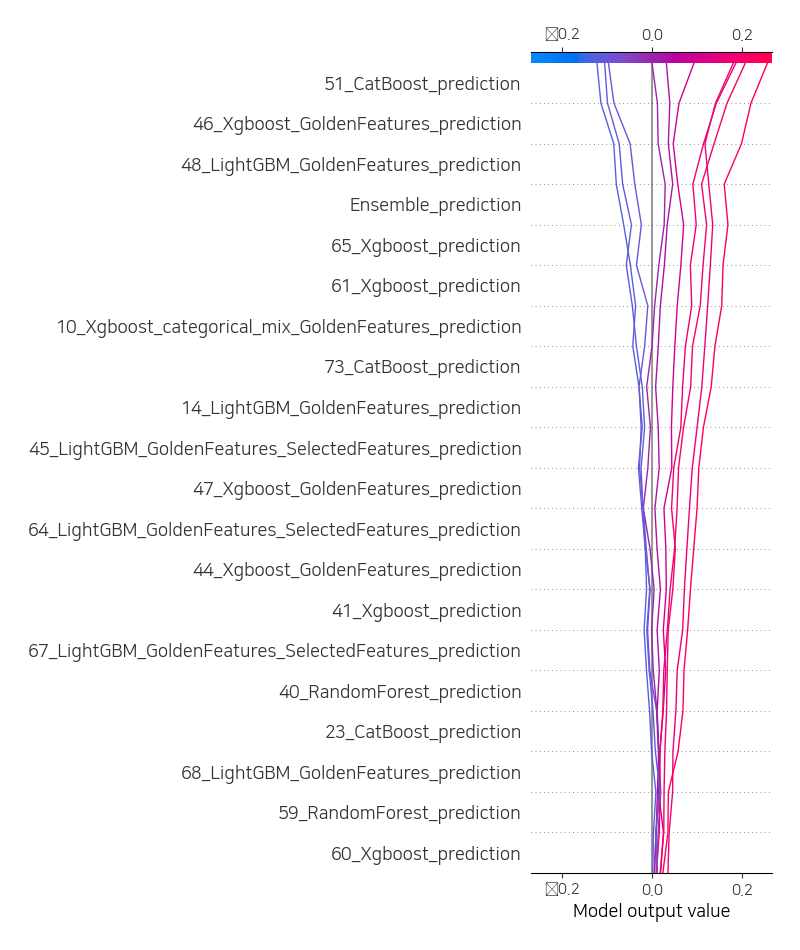 0.2 0.0 0.2
51_CatBoost_prediction
46_Xgboost_GoldenFeatures_prediction
48_LightGBM_GoldenFeatures_prediction
Ensemble_prediction
65_Xgboost_prediction
61_Xgboost_prediction
10_Xgboost_categorical_mix_GoldenFeatures_prediction
73_CatBoost_prediction
14_LightGBM_GoldenFeatures_prediction
45_LightGBM_GoldenFeatures_SelectedFeatures_prediction
47_Xgboost_GoldenFeatures_prediction
64_LightGBM_GoldenFeatures_SelectedFeatures_prediction
44_Xgboost_GoldenFeatures_prediction
41_Xgboost_prediction
67_LightGBM_GoldenFeatures_SelectedFeatures_prediction
40_RandomForest_prediction
23_CatBoost_prediction
68_LightGBM_GoldenFeatures_prediction
59_RandomForest_prediction
60_Xgboost_prediction
0.2 0.0 0.2
Model output value